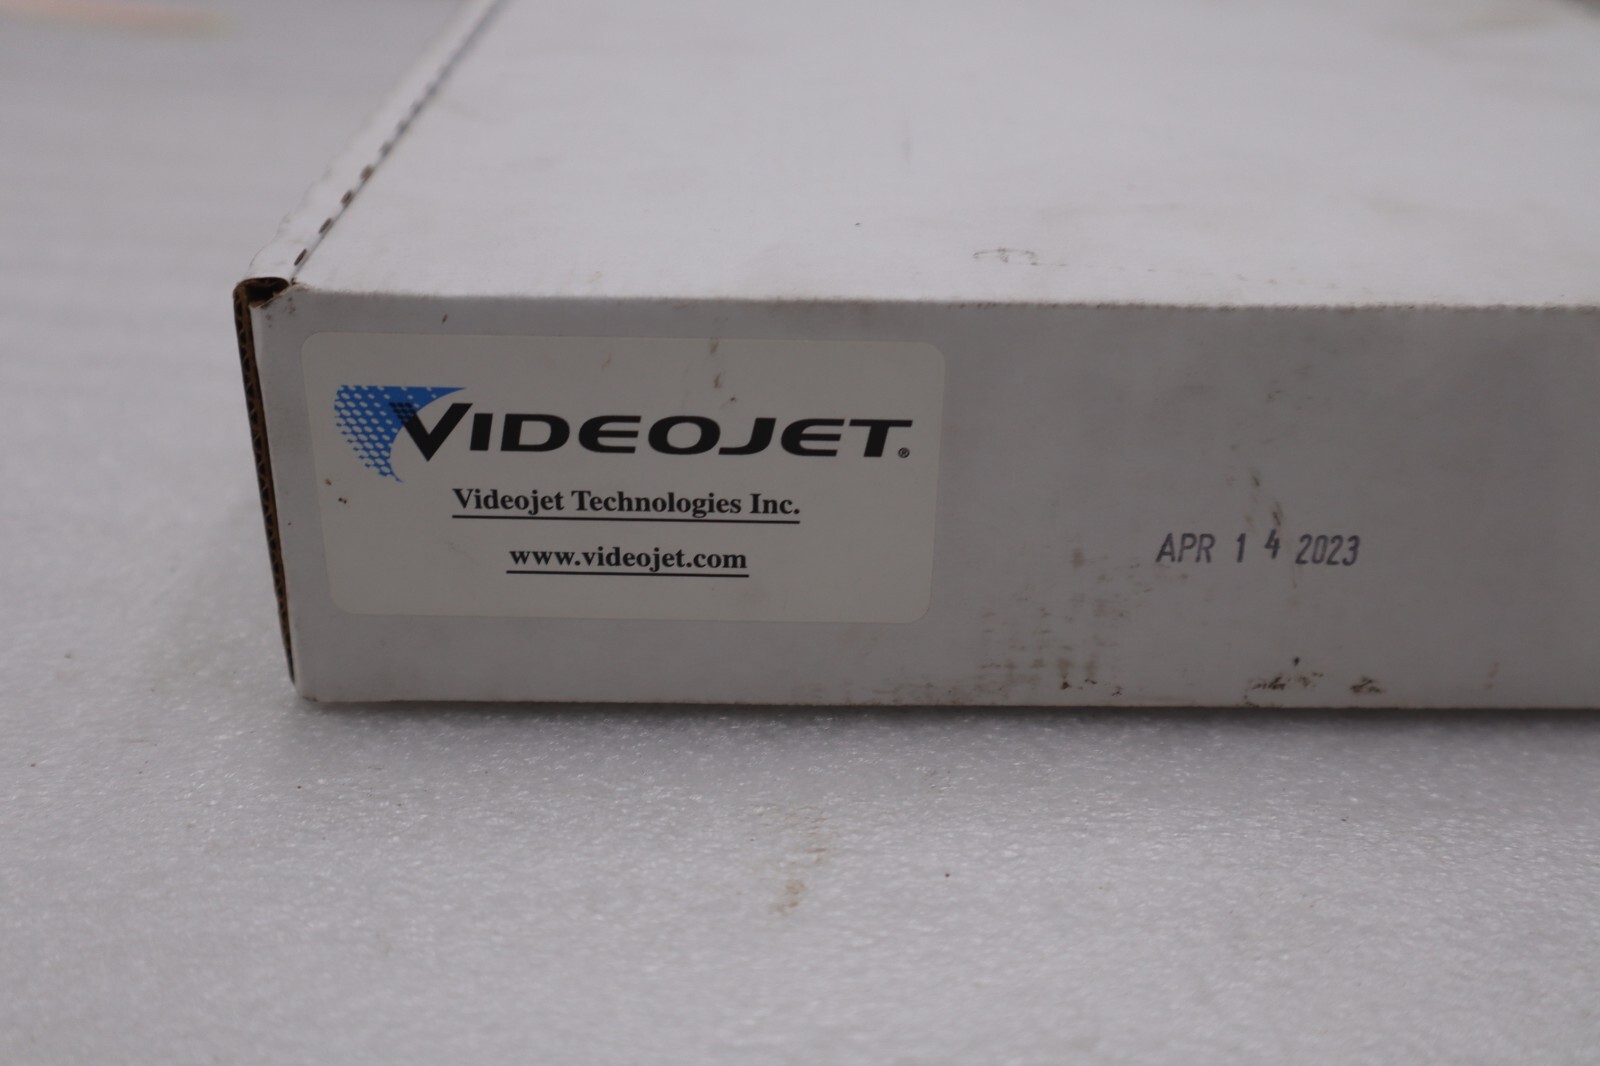 VIDEOJET®
Videojet Technologies Inc.
www.videojet.com
APR 1 4 2023